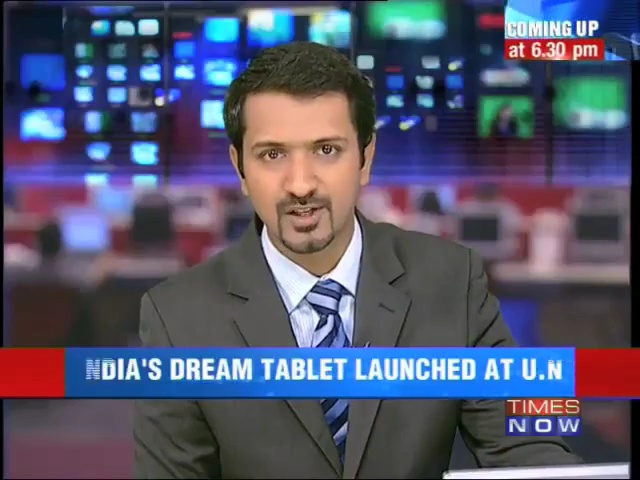 COMING UP
at 6.30 pm
NDIA'S DREAM TABLET LAUNCHED AT U.N
TIMES
NOW